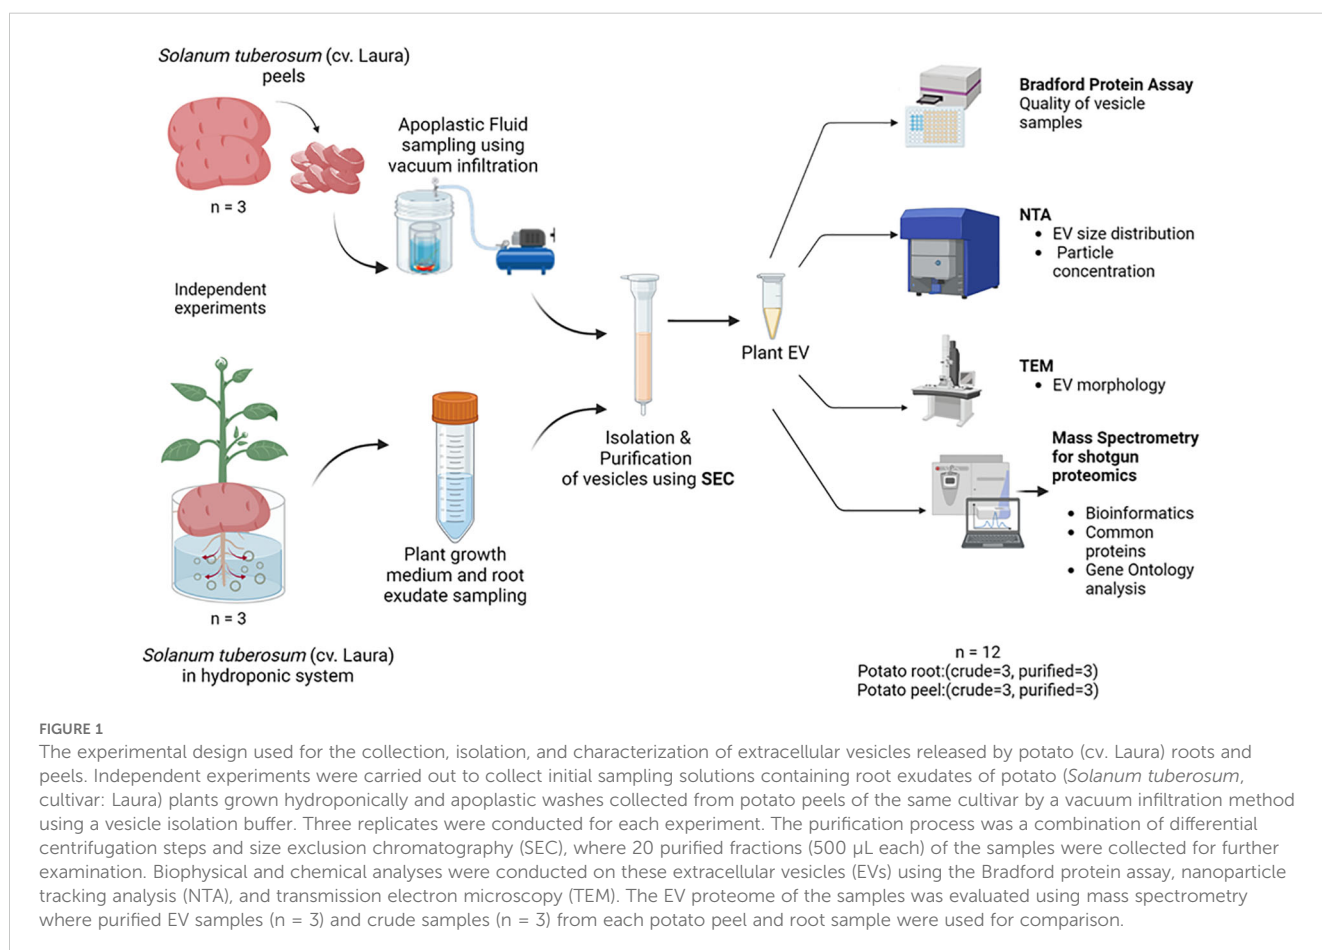 Solanum tuberosum (cv. Laura)
peels
n = 3
Apoplastic Fluid
sampling using
vacuum infiltration
Independent
experiments
n = 3
Solanum tuberosum (cv. Laura)
in hydroponic system
Plant growth
medium and root
exudate sampling
Isolation &
Purification
of vesicles using SEC
Plant EV
Bradford Protein Assay
Quality of vesicle
samples
NTA
• EV size distribution
• Particle
concentration
TEM
• EV morphology
Mass Spectrometry
for shotgun
proteomics
• Bioinformatics
• Common
proteins
• Gene Ontology
analysis
n = 12
Potato root:(crude=3, purified=3)
Potato peel:(crude=3, purified=3)
FIGURE 1
The experimental design used for the collection, isolation, and characterization of extracellular vesicles released by potato (cv. Laura) roots and
peels. Independent experiments were carried out to collect initial sampling solutions containing root exudates of potato (Solanum tuberosum,
cultivar: Laura) plants grown hydroponically and apoplastic washes collected from potato peels of the same cultivar by a vacuum infiltration method
using a vesicle isolation buffer. Three replicates were conducted for each experiment. The purification process was a combination of differential
centrifugation steps and size exclusion chromatography (SEC), where 20 purified fractions (500 µL each) of the samples were collected for further
examination. Biophysical and chemical analyses were conducted on these extracellular vesicles (EVs) using the Bradford protein assay, nanoparticle
tracking analysis (NTA), and transmission electron microscopy (TEM). The EV proteome of the samples was evaluated using mass spectrometry
where purified EV samples (n = 3) and crude samples (n = 3) from each potato peel and root sample were used for comparison.